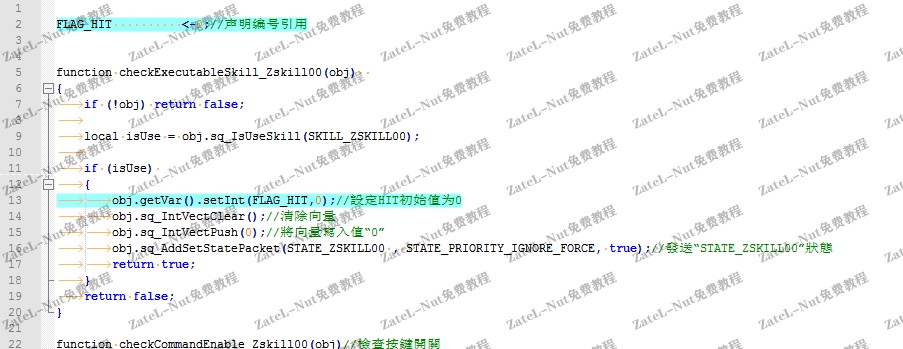 1
2 FLAG_HIT <-0;//声明编号引用
3
4
5 function checkExecutableSkill_Zskill00(obj)
6 {
7 if (!obj) return false;
8
9 local isUse = obj.sq_IsUseSkill(SKILL_ZSKILL00);
10
11 if (isUse)
12 {
13 obj.getVar().setInt(FLAG_HIT,0);//設定HIT初始值为0
14 obj.sq_IntVectClear();//清除向量
15 obj.sq_IntVectPush(0);//將向量寫入值“0”
16 obj.sq_AddSetStatePacket(STATE_ZSKILL00 , STATE_PRIORITY_IGNORE_FORCE, true);//發送“STATE_ZSKILL00”狀態
17 return true;
18 }
19 return false;
20 }
21
22 function checkCommandEnable_Zskill00(obj)//檢查按鍵開關
ZateL-Nut免费教程